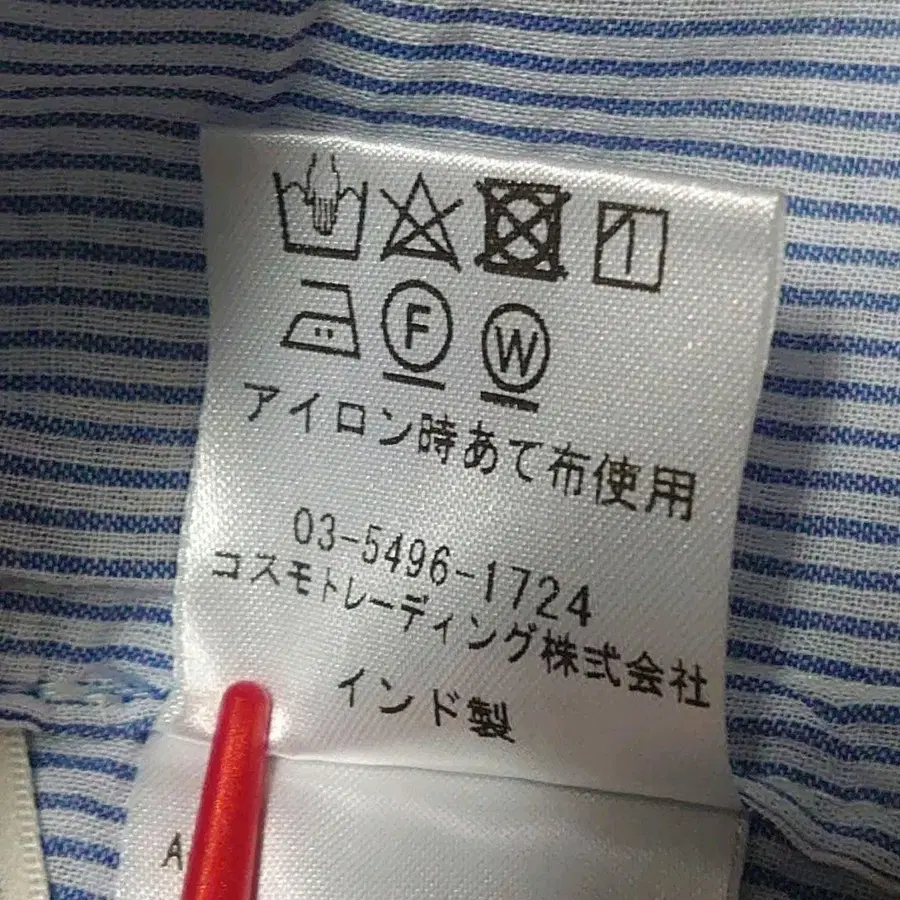 F W
アイロン時あて布使用
03-5496-1724
コスモトレーディング株式会社
インド製
A